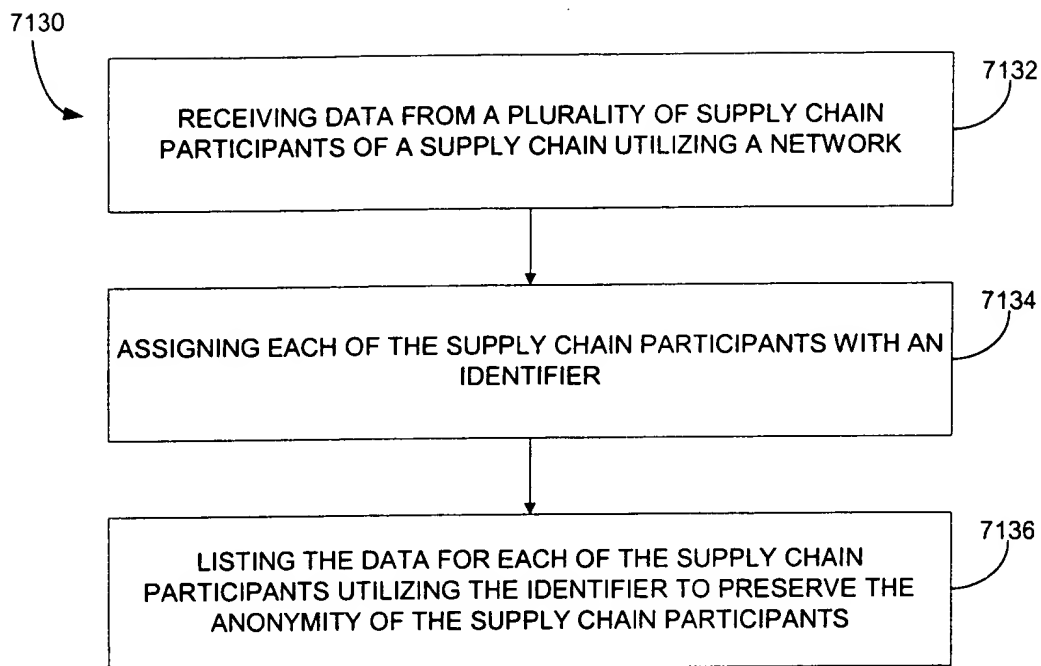 7130
7132
RECEIVING DATA FROM A PLURALITY OF SUPPLY CHAIN
PARTICIPANTS OF A SUPPLY CHAIN UTILIZING A NETWORK
7134
ASSIGNING EACH OF THE SUPPLY CHAIN PARTICIPANTS WITH AN
IDENTIFIER
7136
LISTING THE DATA FOR EACH OF THE SUPPLY CHAIN
PARTICIPANTS UTILIZING THE IDENTIFIER TO PRESERVE THE
ANONYMITY OF THE SUPPLY CHAIN PARTICIPANTS